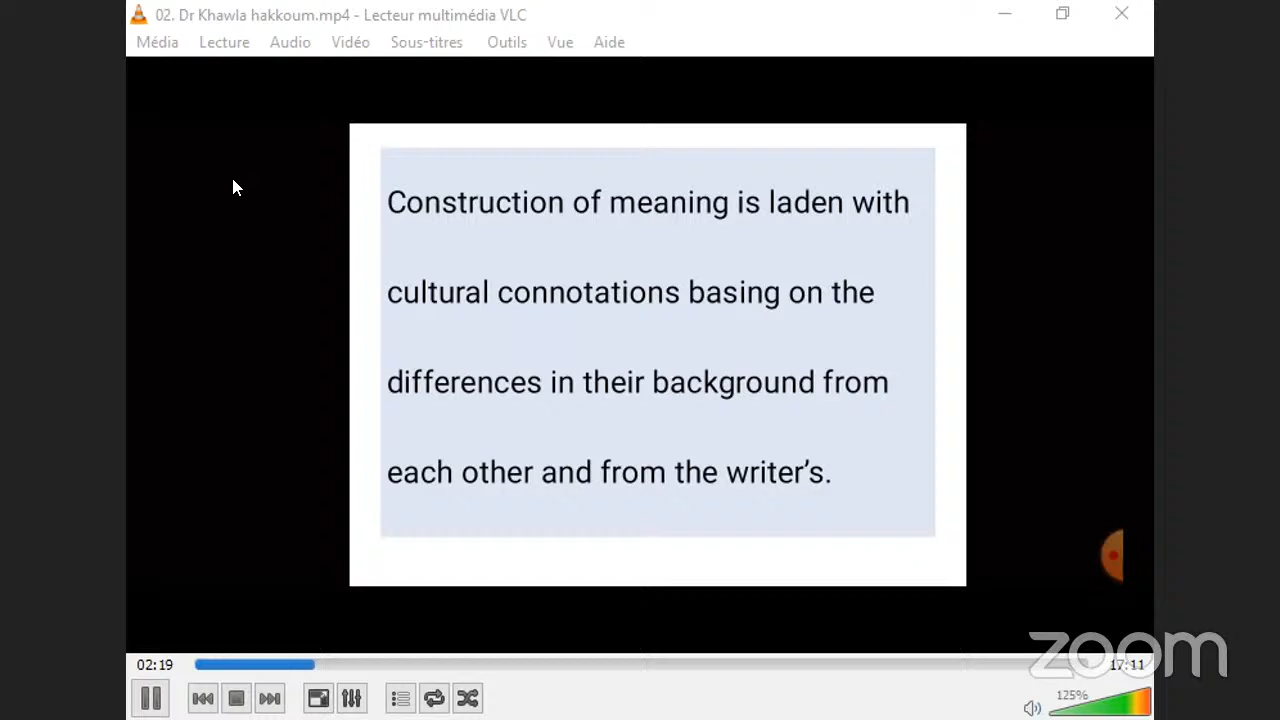 02. Dr Khawla hakkoum.mp4 - Lecteur multimédia VLC
Média Lecture Audio Vidéo Sous-titres Outils Vue Aide
Construction of meaning is laden with
cultural connotations basing on the
differences in their background from
each other and from the writer’s.
zoom
02:19 17:11
125%